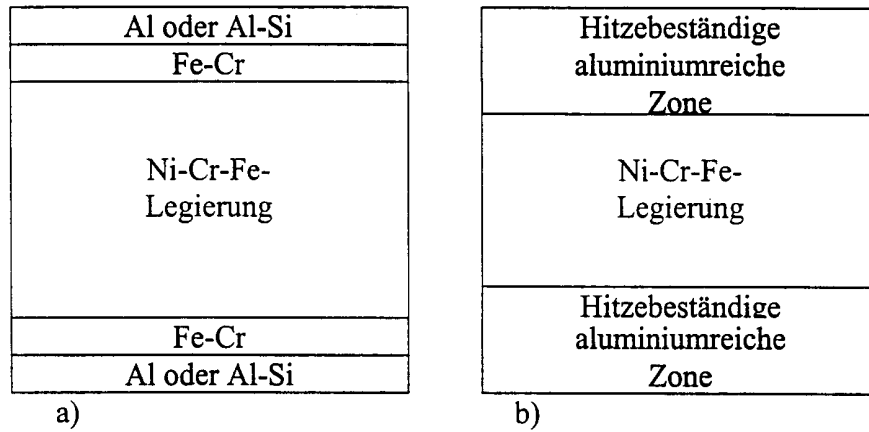 Al oder Al-Si
Fe-Cr
Ni-Cr-Fe-
Legierung
Fe-Cr
Al oder Al-Si
a)
Hitzebeständige
aluminiumreiche
Zone
Ni-Cr-Fe-
Legierung
Hitzebeständige
aluminiumreiche
Zone
b)